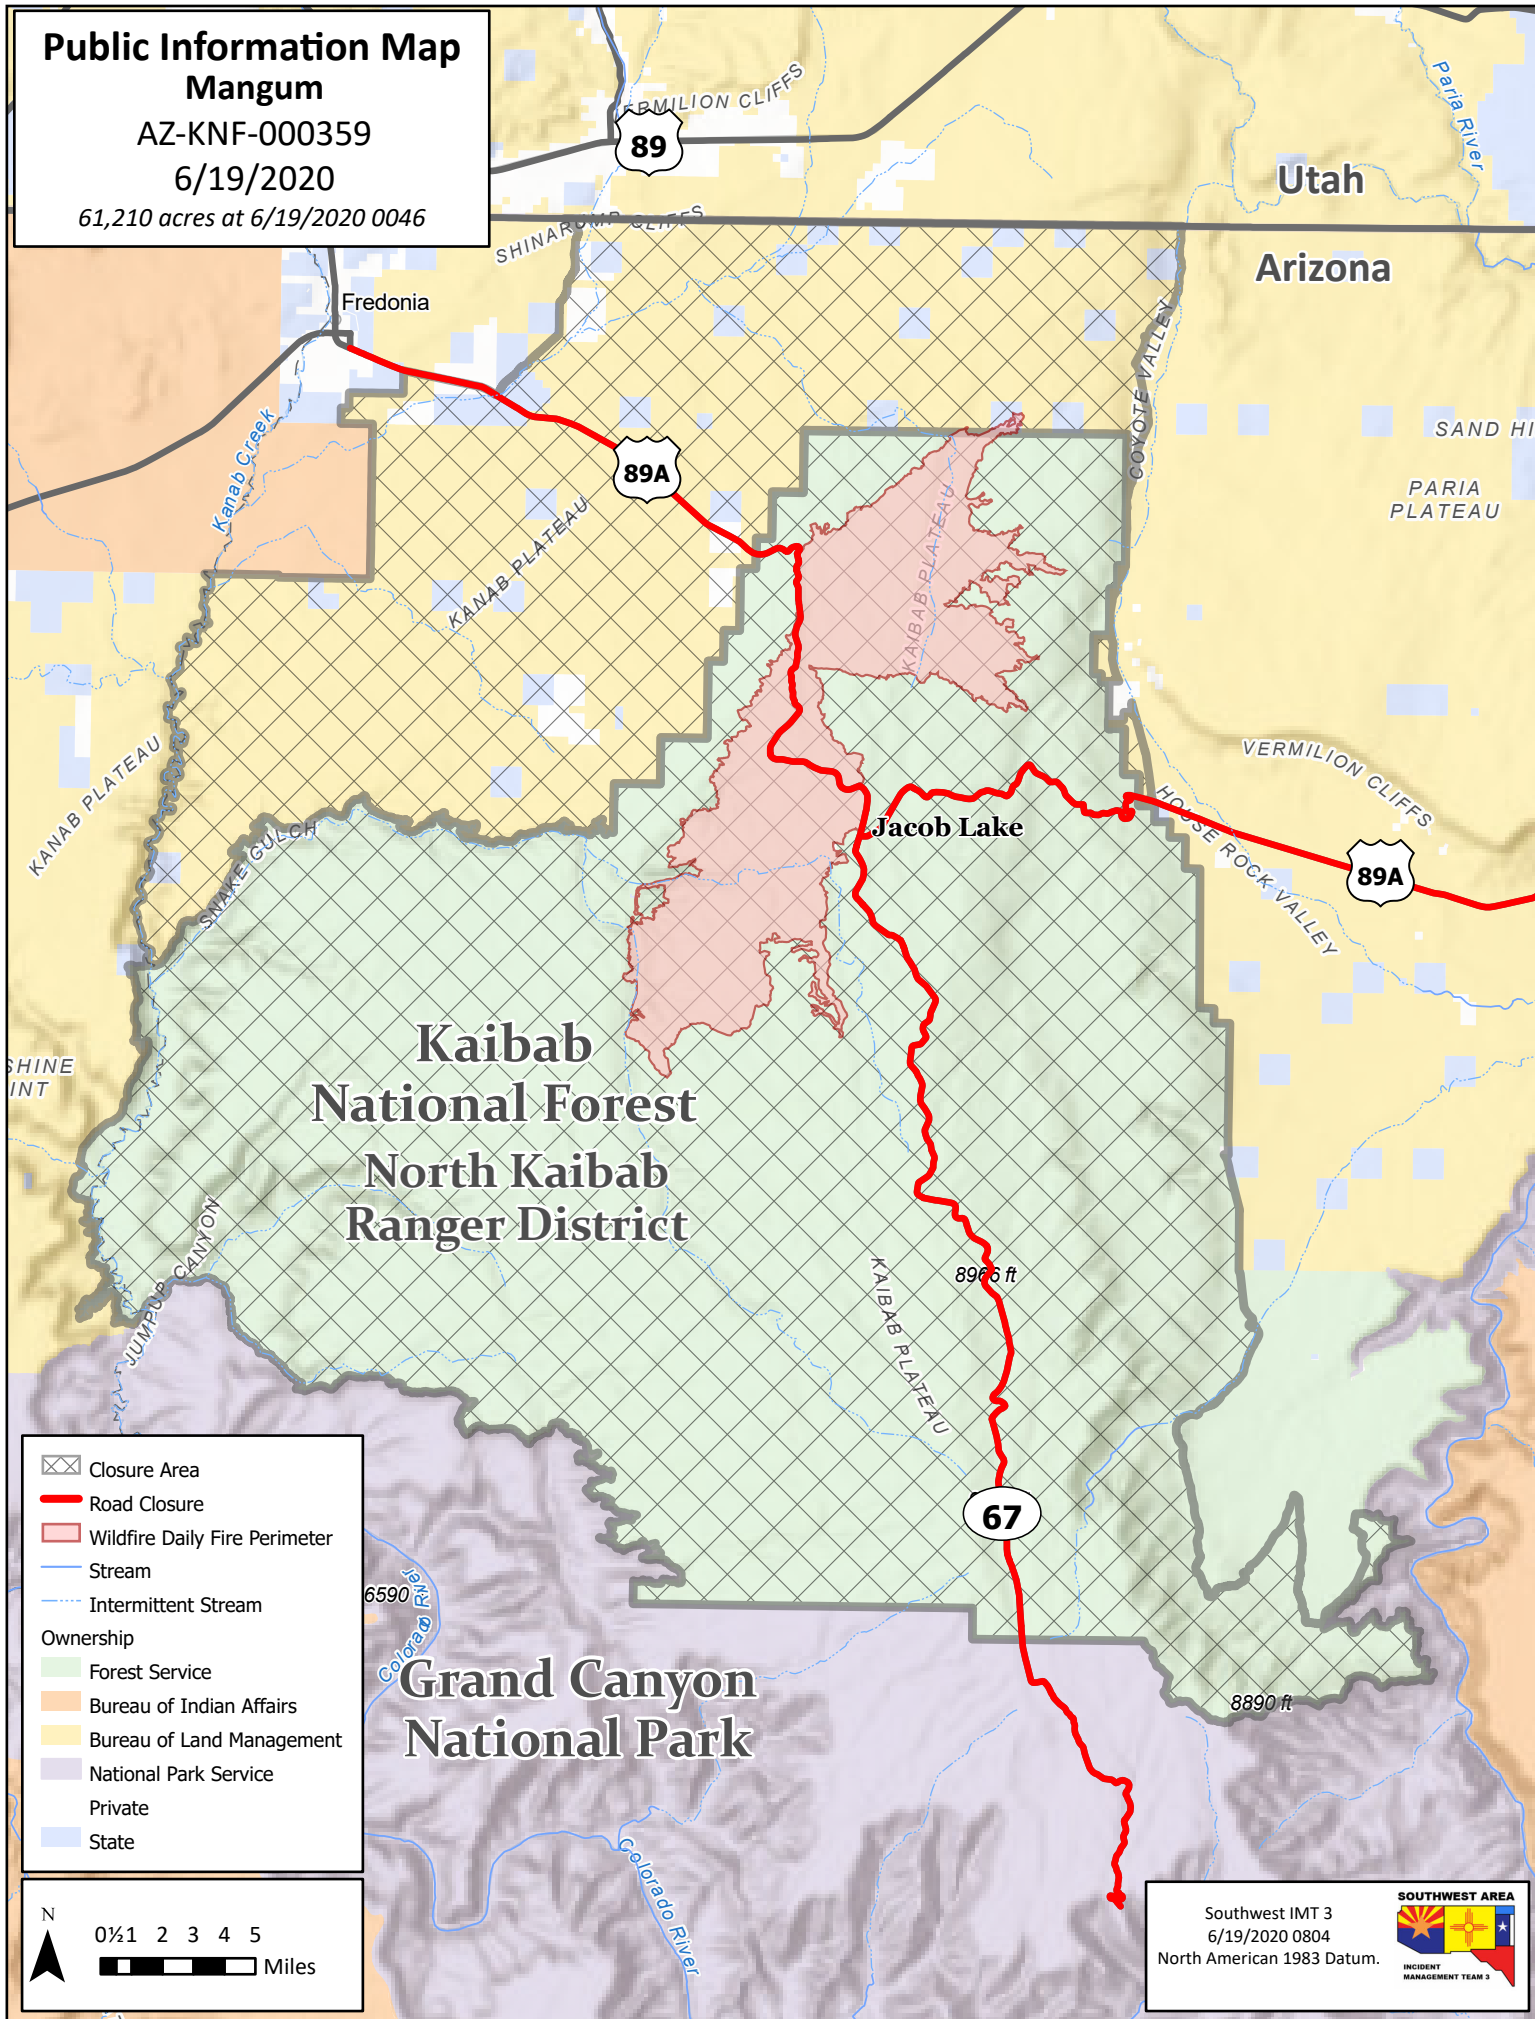 Public Information Map
Mangum
AZ-KNF-000359
6/19/2020
61,210 acres at 6/19/2020 0046
VERMILION CLIFFS
89
Paria River
Utah
Arizona
SHINARUMP CLIFFS
Fredonia
COYOTE VALLEY
SAND HI
PARIA
PLATEAU
Kanab Creek
89A
KANAB PLATEAU
KAIBAB PLATEAU
KANAB PLATEAU
VERMILION CLIFFS
HOUSE ROCK VALLEY
Jacob Lake
89A
SNAKE GULCH
SHINE
INT
Kaibab
National Forest
North Kaibab
Ranger District
JUMPUP CANYON
8966 ft
KAIBAB PLATEAU
67
6590
Colorado River
Grand Canyon
National Park
8890 ft
Colorado River
Closure Area
Road Closure
Wildfire Daily Fire Perimeter
Stream
Intermittent Stream
Ownership
Forest Service
Bureau of Indian Affairs
Bureau of Land Management
National Park Service
Private
State
N
0½1 2 3 4 5
Miles
Southwest IMT 3
6/19/2020 0804
North American 1983 Datum.
SOUTHWEST AREA
INCIDENT
MANAGEMENT TEAM 3